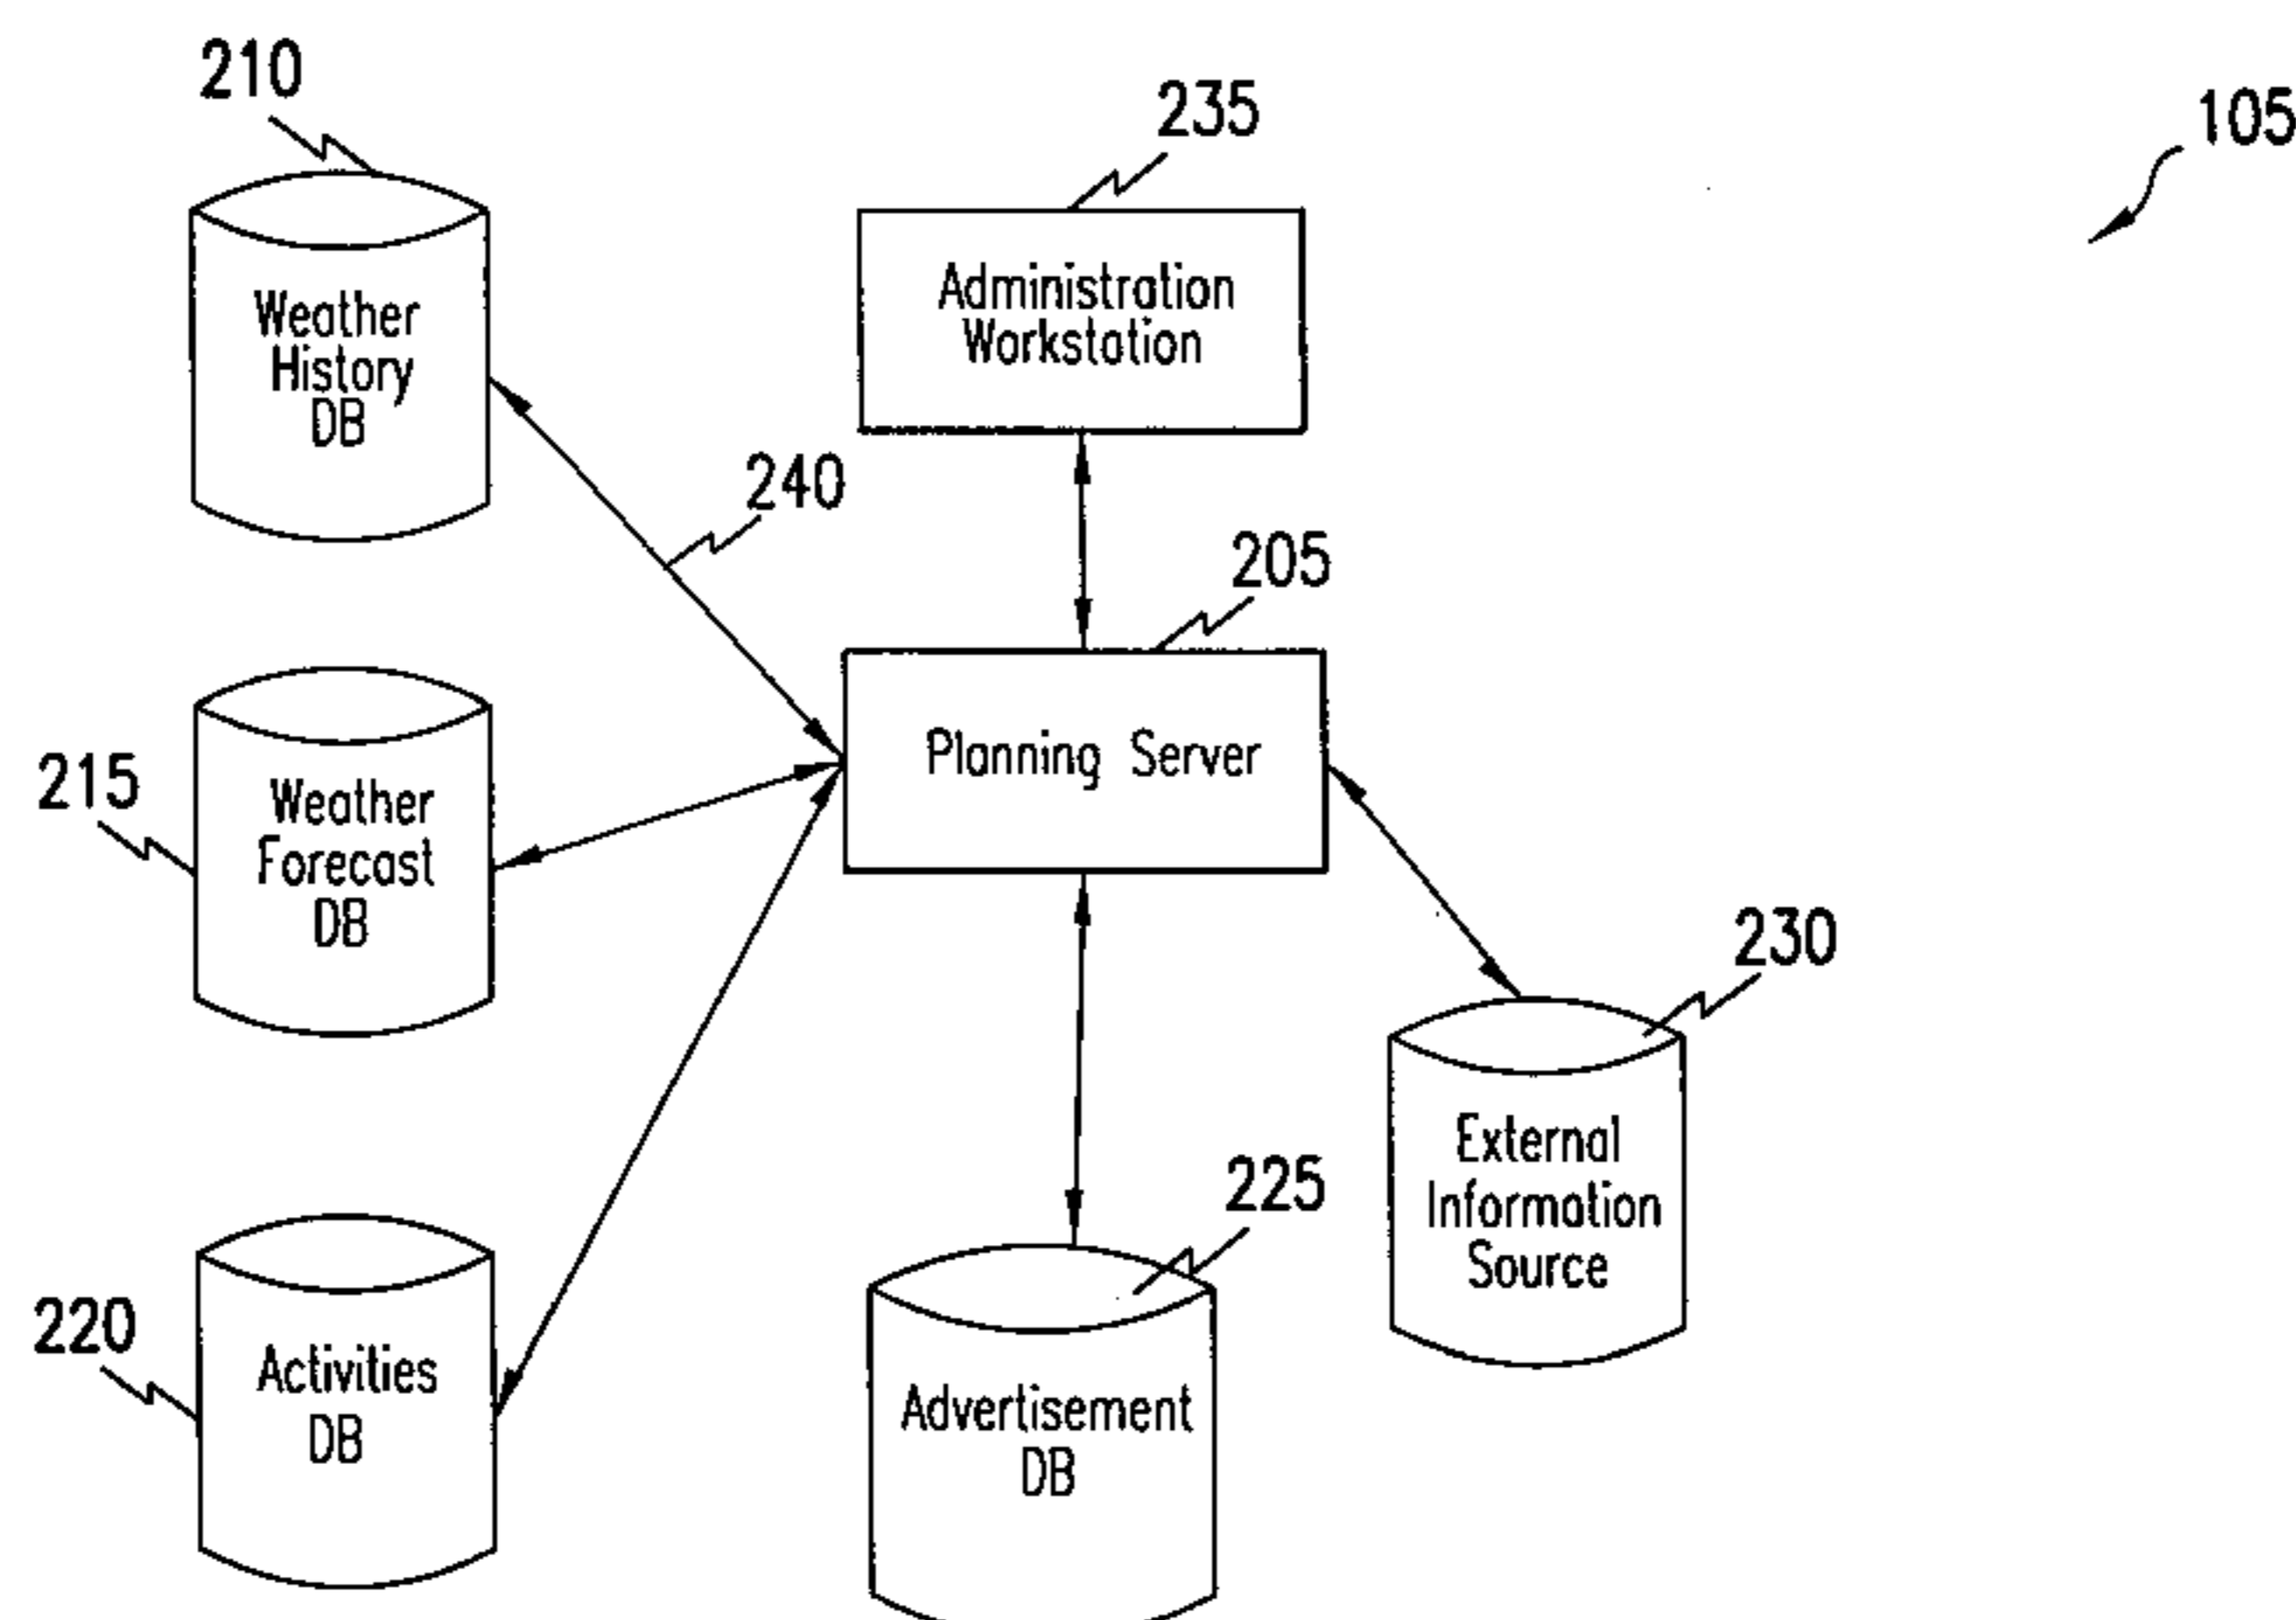 210
235
105
Weather
History
DB
Administration
Workstation
240
205
215
Weather
Forecast
DB
Planning Server
230
External
Information
Source
225
220
Activities
DB
Advertisement
DB